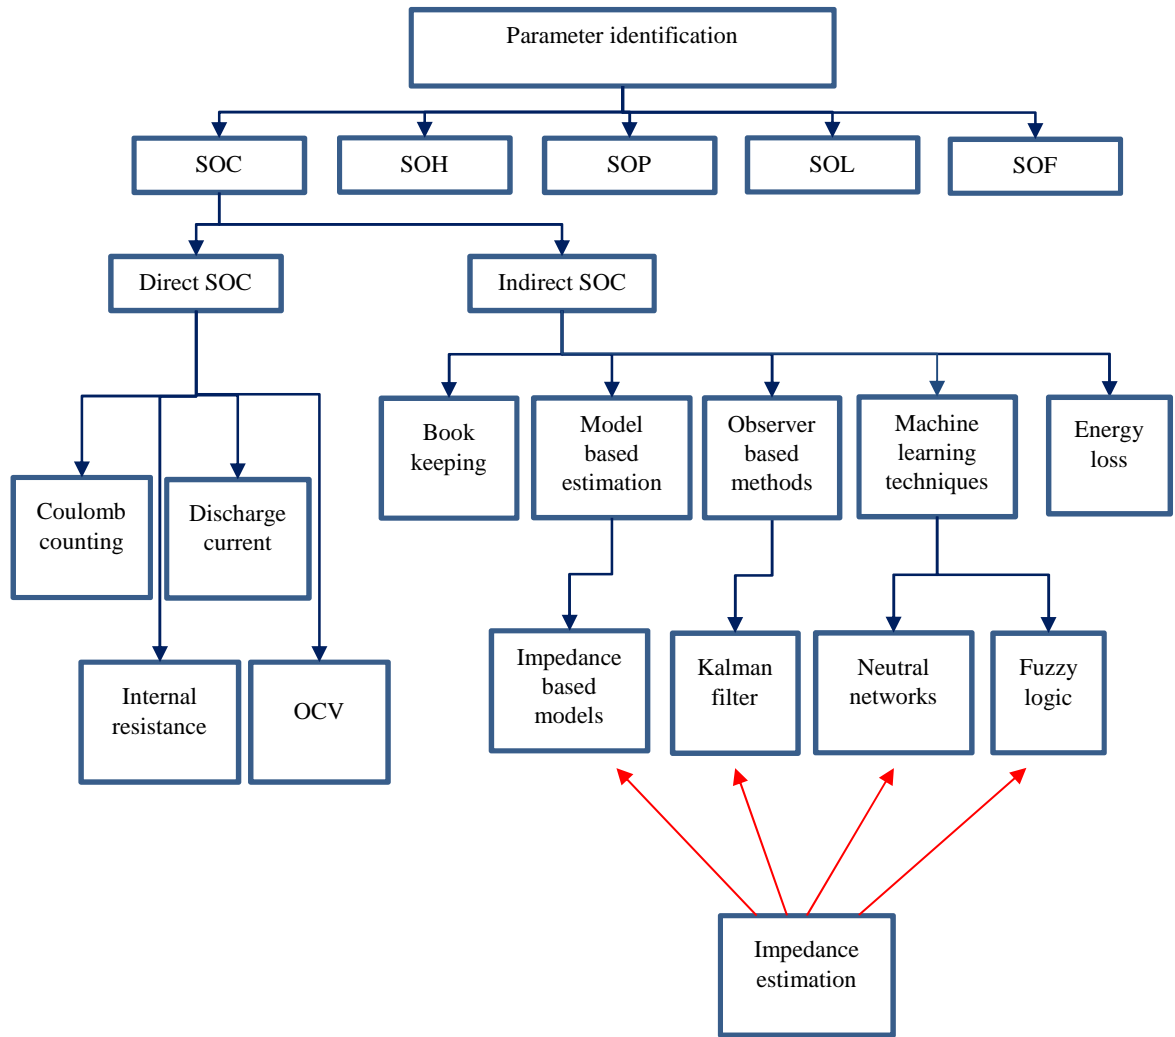 Parameter identification
SOC
SOH
SOP
SOL
SOF
Direct SOC
Indirect SOC
Book
keeping
Model
based
estimation
Observer
based
methods
Machine
learning
techniques
Energy
loss
Coulomb
counting
Discharge
current
Internal
resistance
OCV
Impedance
based
models
Kalman
filter
Neutral
networks
Fuzzy
logic
Impedance
estimation